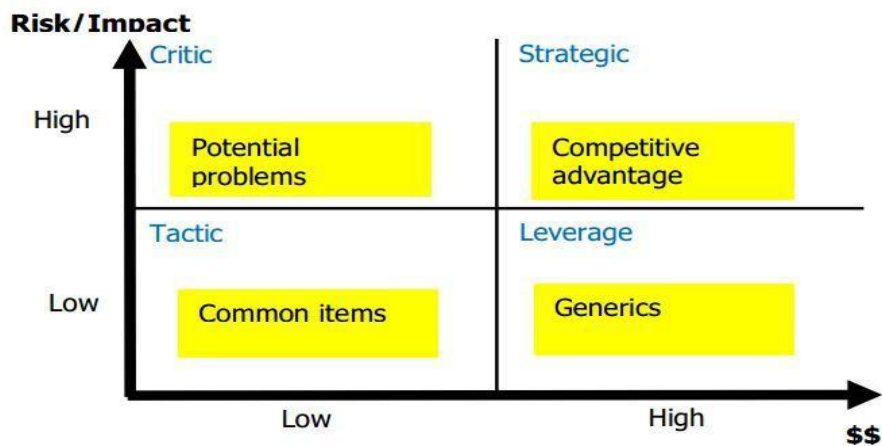 Risk/Impact
Critic
Strategic
High
Potential
problems
Competitive
advantage
Tactic
Leverage
Low
Common items
Generics
Low
High
$$